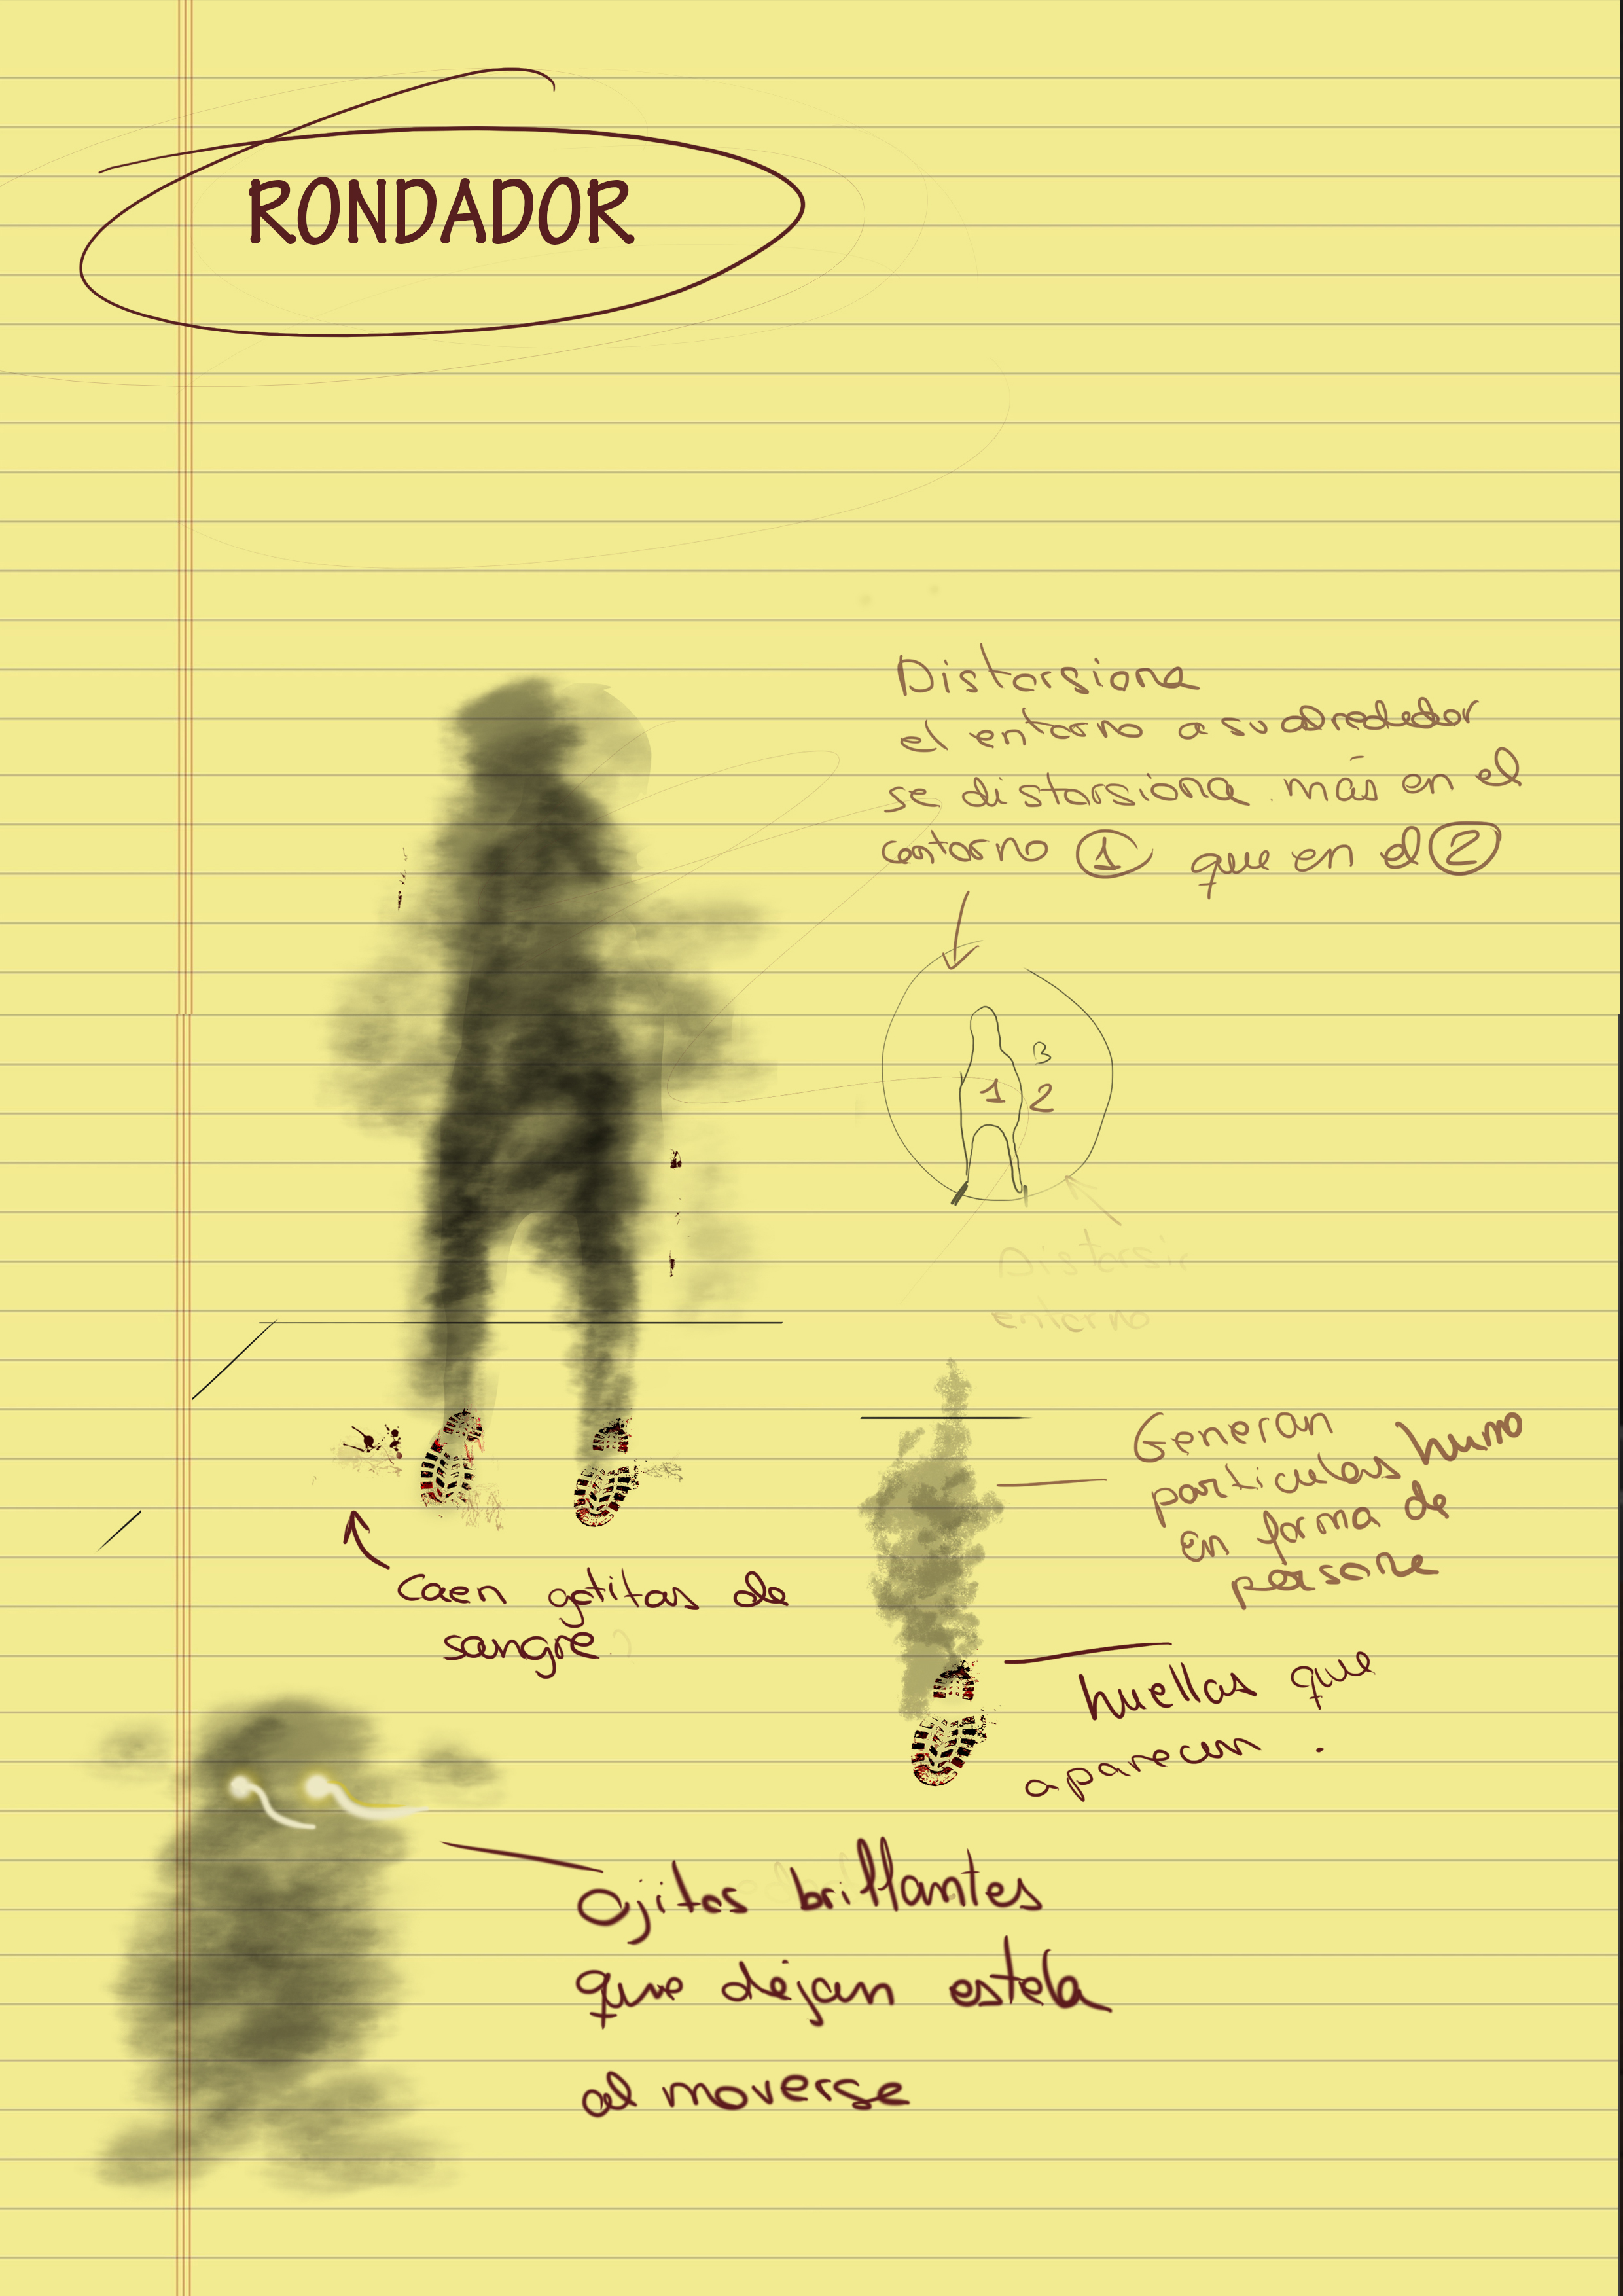 RONDADOR
Distorsiona
el entorno a su alrededor
se distorsiona más en el
contorno 1 que en el 2
3
1 2
Distorsi
entorno
Generan
particulas humo
en forma de
persona
Caen gotitas de
sangre
huellas que
aparecen.
Ojitos brillantes
que dejan estela
al moverse